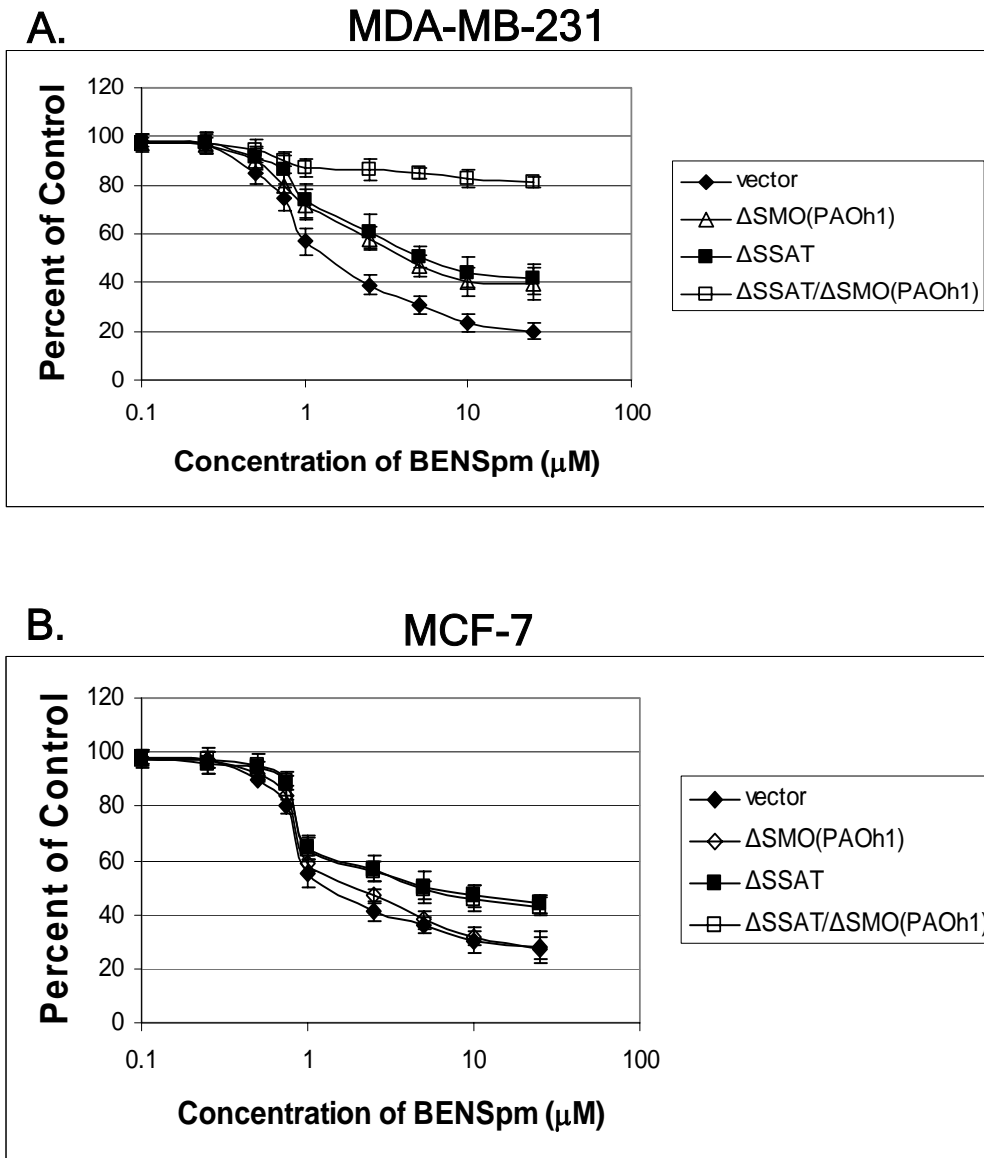 A.
MDA-MB-231
Percent of Control
120
100
80
60
40
20
0
0.1
1
10
100
Concentration of BENSpm (μM)
vector
ΔSMO(PAOh1)
ΔSSAT
ΔSSAT/ΔSMO(PAOh1)
B.
MCF-7
Percent of Control
120
100
80
60
40
20
0
0.1
1
10
100
Concentration of BENSpm (μM)
vector
ΔSMO(PAOh1)
ΔSSAT
ΔSSAT/ΔSMO(PAOh1)